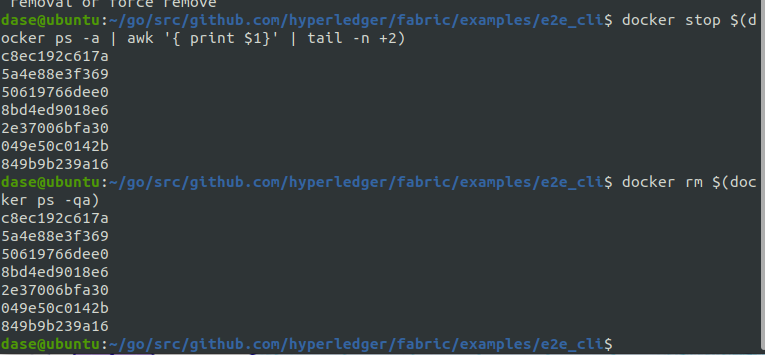 removal or force remove
dase@ubuntu:~/go/src/github.com/hyperledger/fabric/examples/e2e_cli$ docker stop $(d
ocker ps -a | awk '{ print $1}' | tail -n +2)
c8ec192c617a
5a4e88e3f369
50619766dee0
8bd4ed9018e6
2e37006bfa30
049e50c0142b
849b9b239a16
dase@ubuntu:~/go/src/github.com/hyperledger/fabric/examples/e2e_cli$ docker rm $(doc
ker ps -qa)
c8ec192c617a
5a4e88e3f369
50619766dee0
8bd4ed9018e6
2e37006bfa30
049e50c0142b
849b9b239a16
dase@ubuntu:~/go/src/github.com/hyperledger/fabric/examples/e2e_cli$